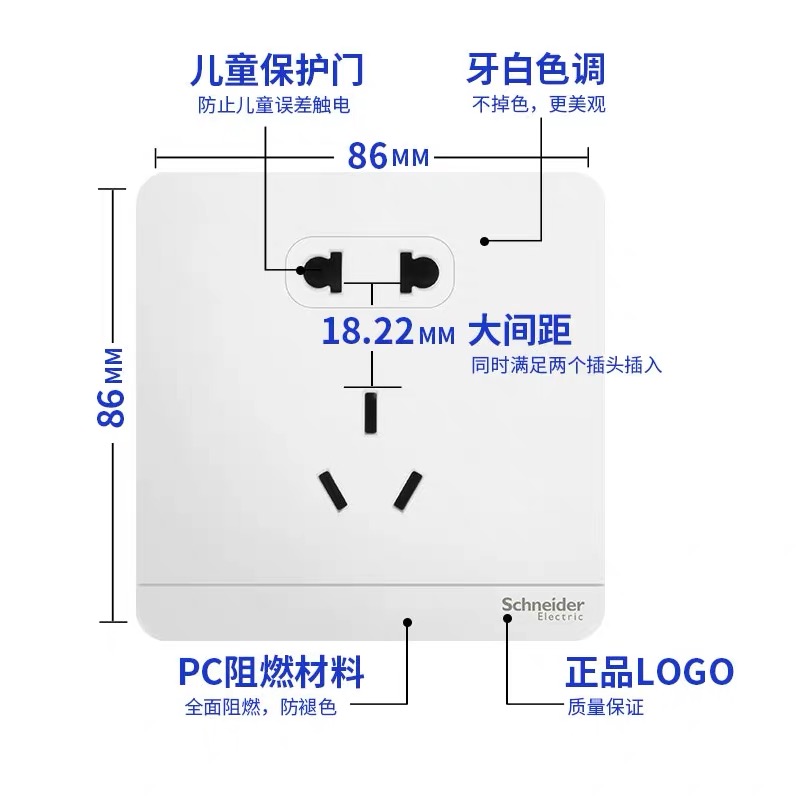 儿童保护门
防止儿童误差触电
牙白色调
不掉色，更美观
86MM
86MM
18.22MM 大间距
同时满足两个插头插入
Schneider
Electric
PC阻燃材料
全面阻燃，防褪色
正品LOGO
质量保证